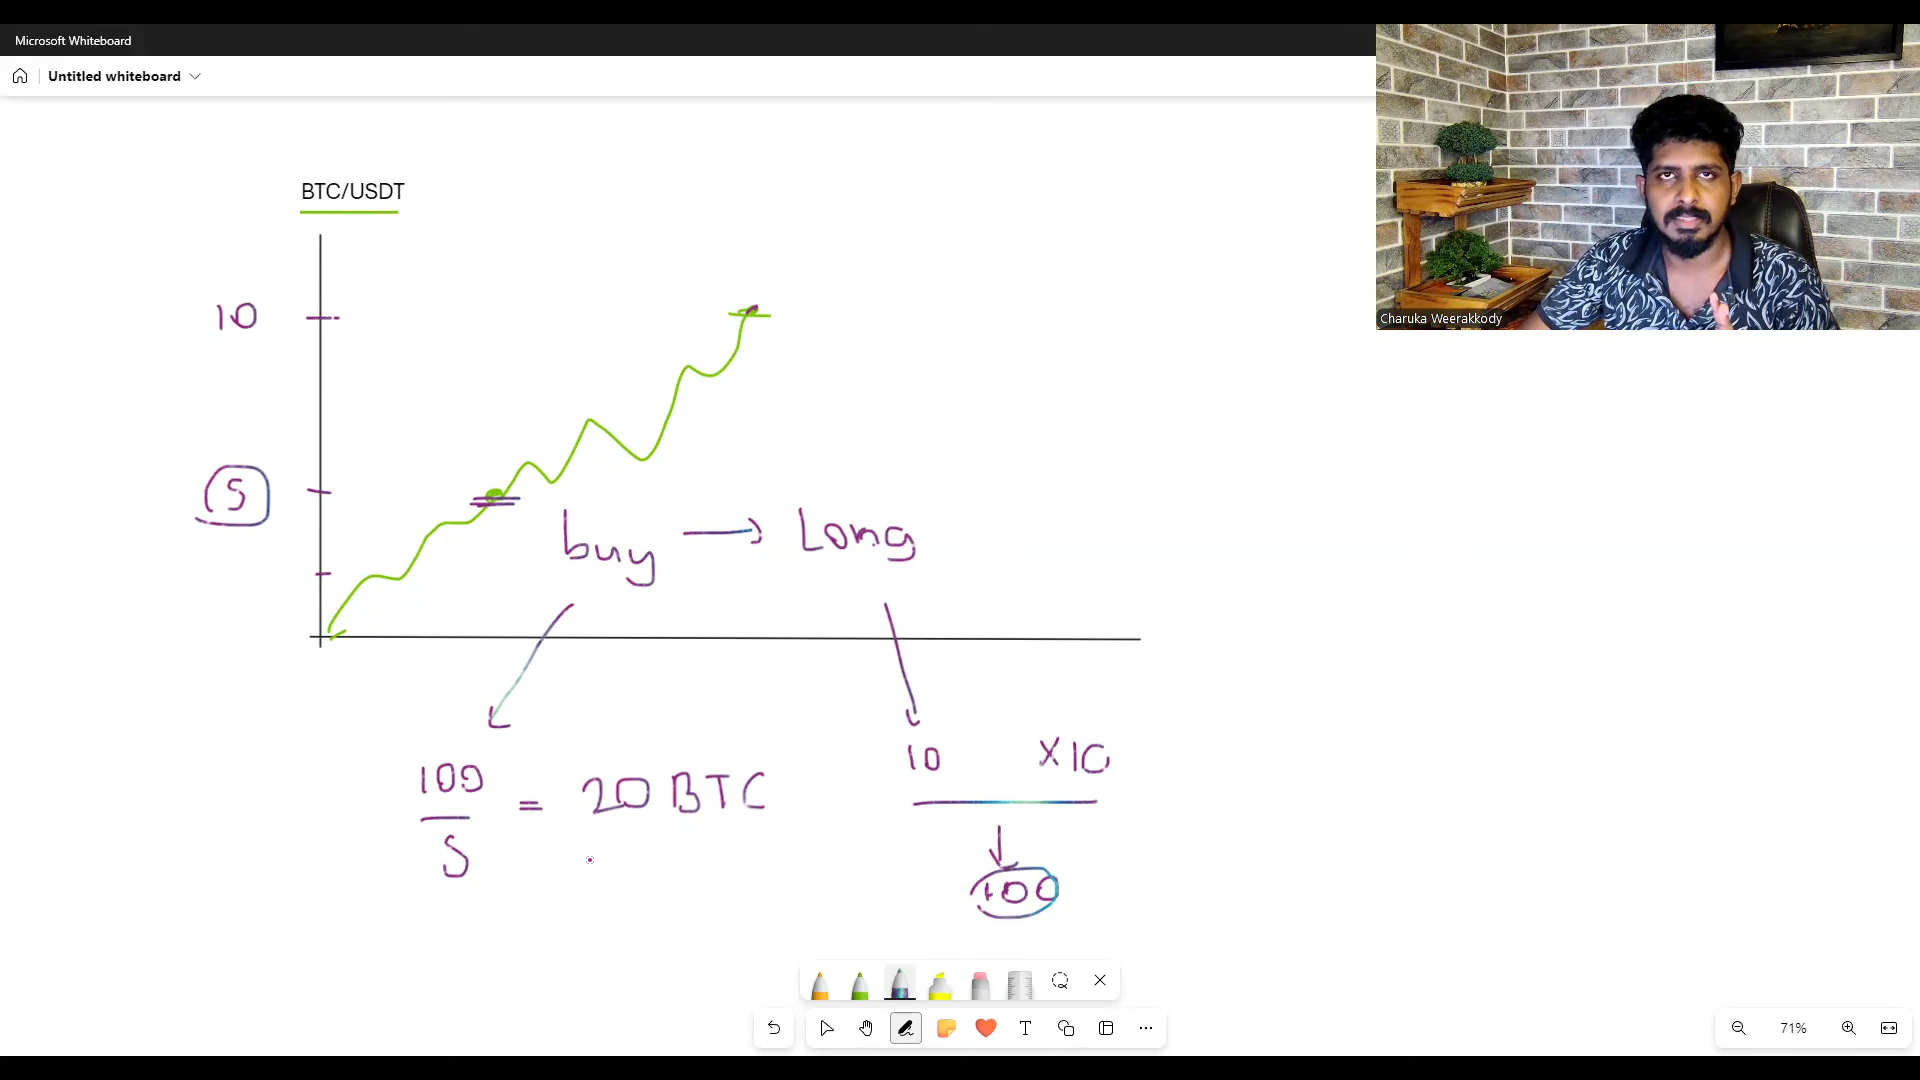 Microsoft Whiteboard
Untitled whiteboard
BTC/USDT
10
5
buy → Long
100
5
= 20 BTC
10 ×10
100
Charuka Weerakkody
71%